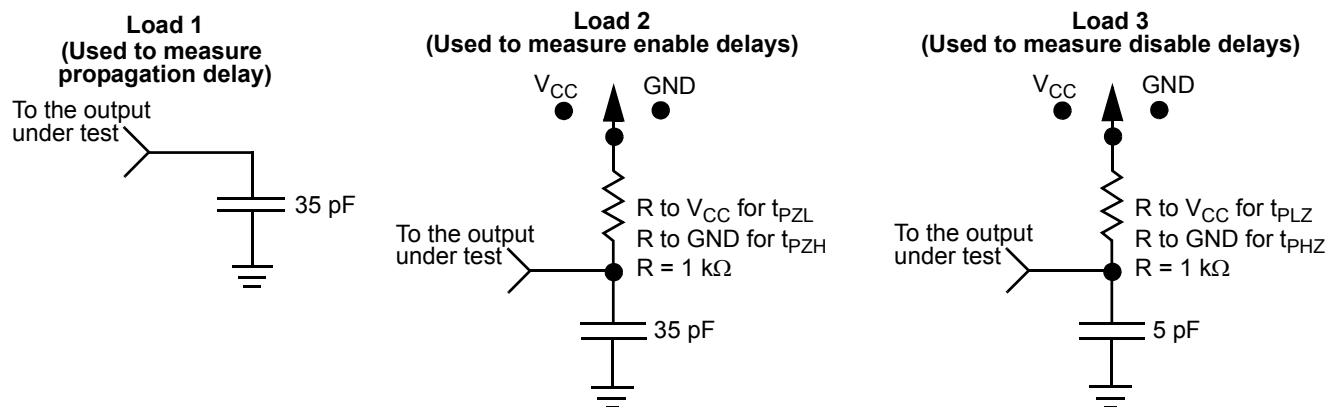 Load 1
(Used to measure
propagation delay)
To the output
under test
35 pF
Load 2
(Used to measure enable delays)
VCC
GND
R to VCC for tPZL
R to GND for tPZH
R = 1 kΩ
To the output
under test
35 pF
Load 3
(Used to measure disable delays)
VCC
GND
R to VCC for tPLZ
R to GND for tPHZ
R = 1 kΩ
To the output
under test
5 pF